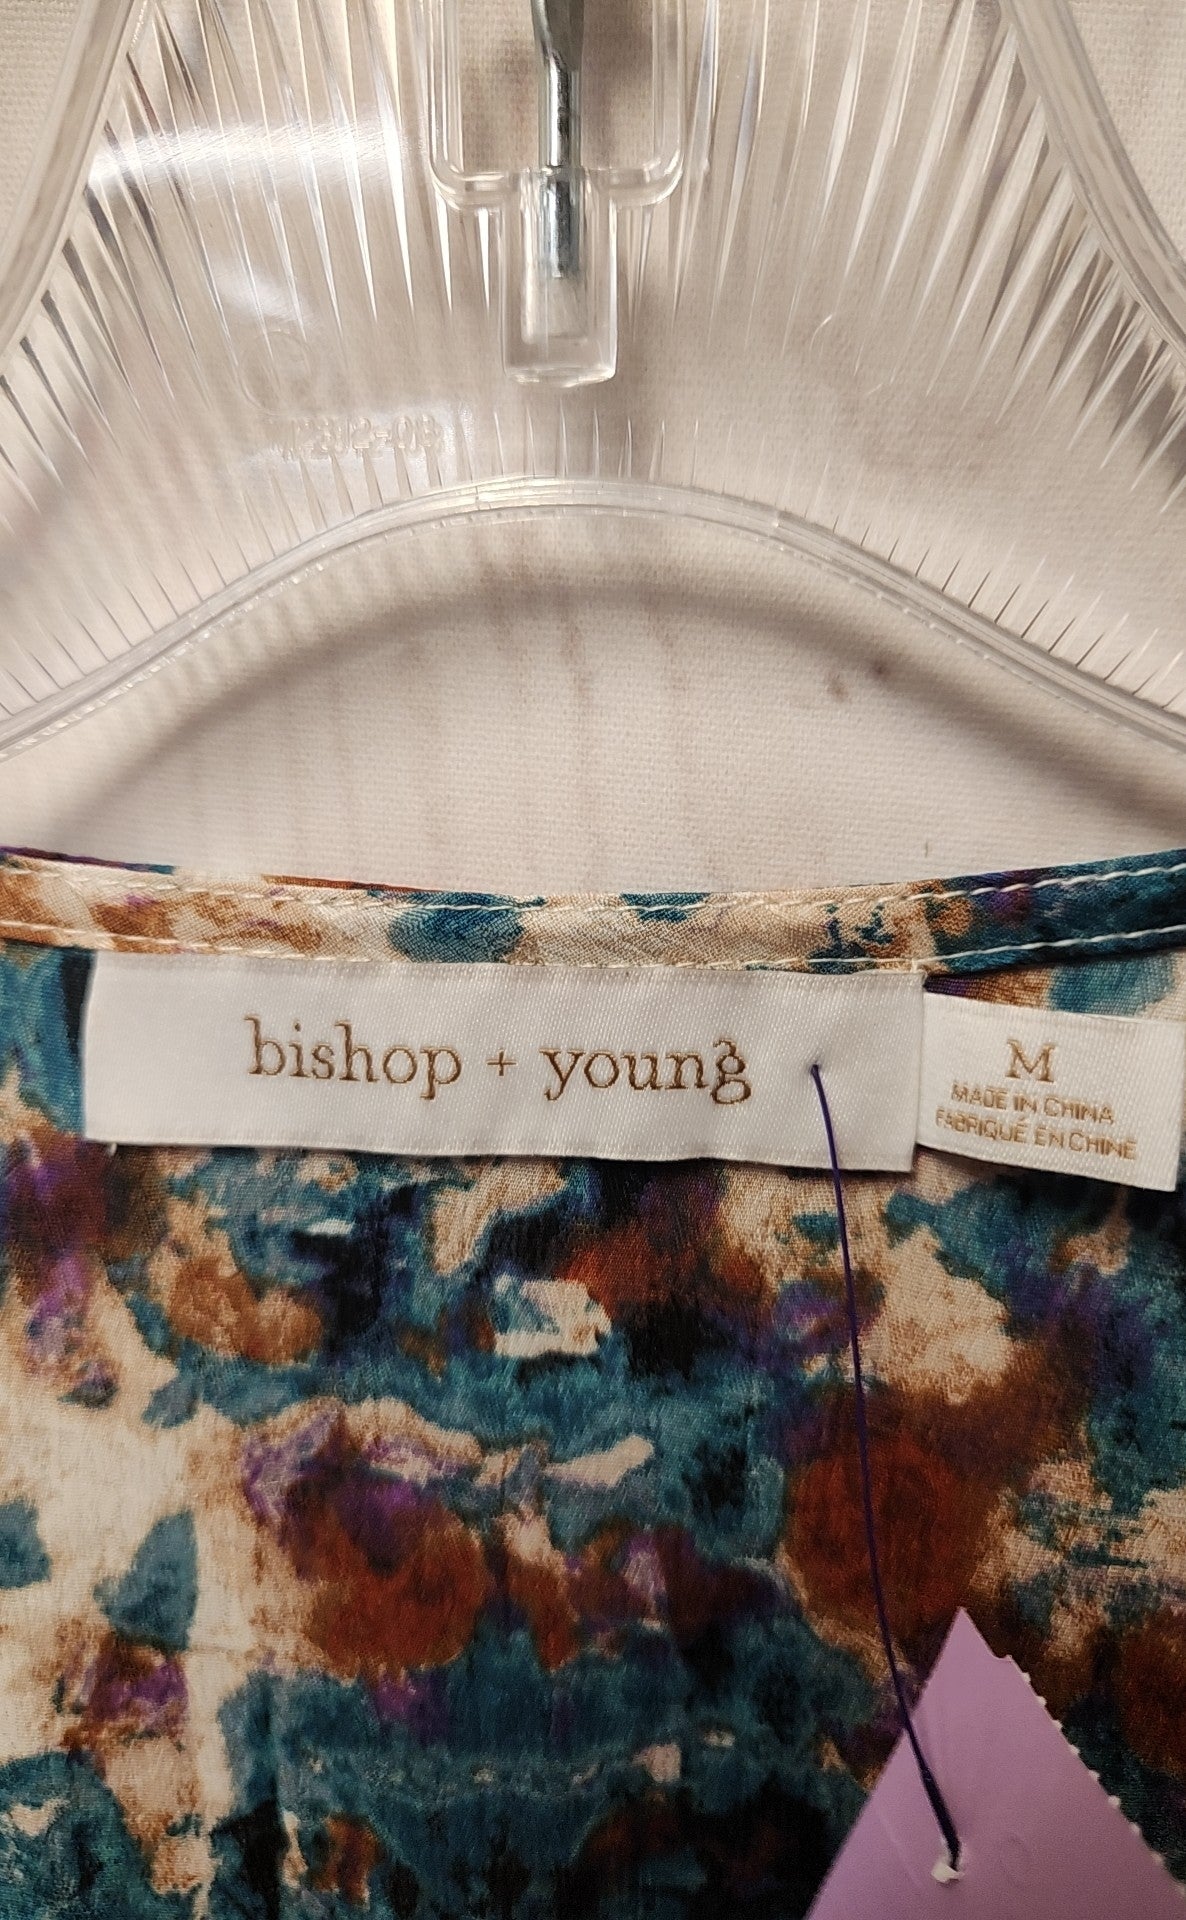 bishop + young
M
MADE IN CHINA
FABRIQUÉ EN CHINE